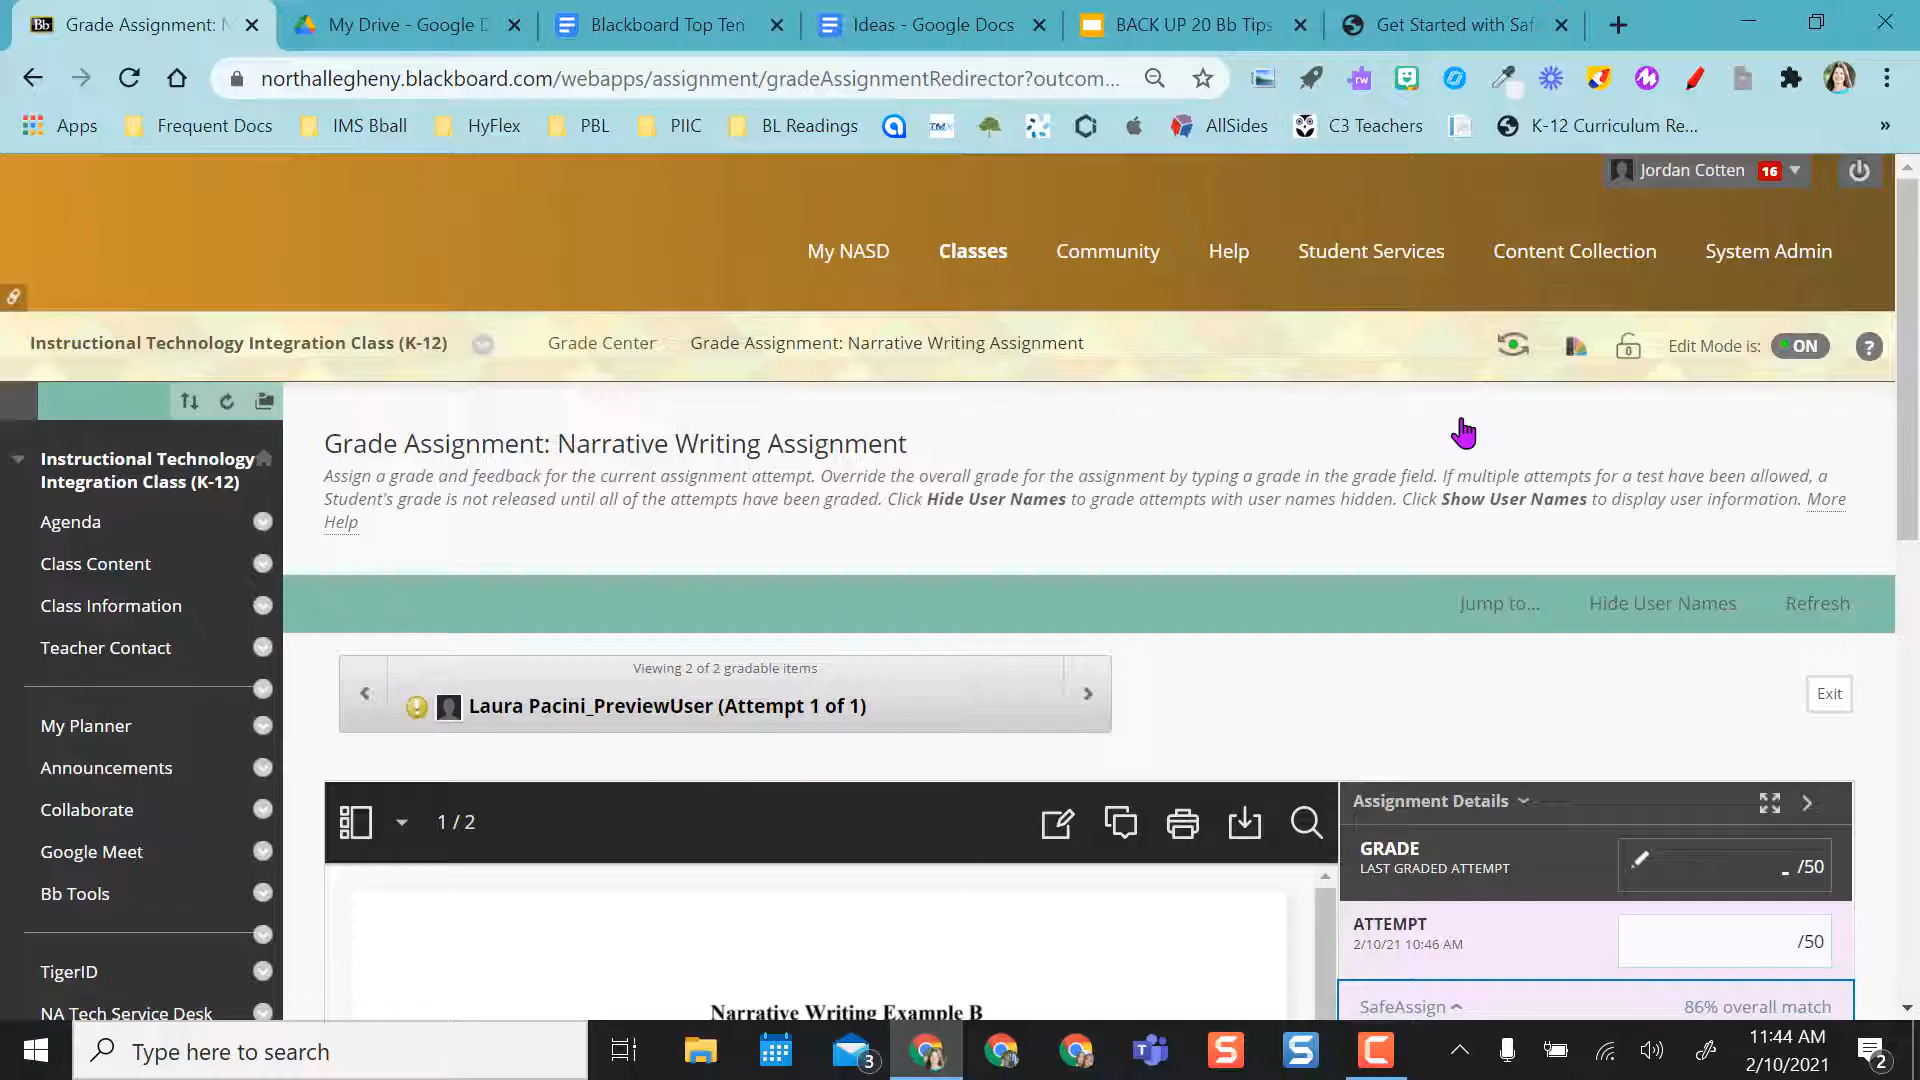 Grade Assignment: N
My Drive - Google D
Blackboard Top Ten
Ideas - Google Docs
BACK UP 20 Bb Tips
Get Started with Saf
northallegheny.blackboard.com/webapps/assignment/gradeAssignmentRedirector?outcom...
Apps
Frequent Docs
IMS Bball
HyFlex
PBL
PIIC
BL Readings
AllSides
C3 Teachers
K-12 Curriculum Re...
Jordan Cotten 16
My NASD
Classes
Community
Help
Student Services
Content Collection
System Admin
Instructional Technology Integration Class (K-12)
Grade Center
Grade Assignment: Narrative Writing Assignment
Edit Mode is: ON ?
Instructional Technology
Integration Class (K-12)
Agenda
Class Content
Class Information
Teacher Contact
My Planner
Announcements
Collaborate
Google Meet
Bb Tools
TigerID
NA Tech Service Desk
Grade Assignment: Narrative Writing Assignment
Assign a grade and feedback for the current assignment attempt. Override the overall grade for the assignment by typing a grade in the grade field. If multiple attempts for a test have been allowed, a
Student's grade is not released until all of the attempts have been graded. Click Hide User Names to grade attempts with user names hidden. Click Show User Names to display user information. More
Help
Jump to...
Hide User Names
Refresh
Viewing 2 of 2 gradable items
Laura Pacini_PreviewUser (Attempt 1 of 1)
Exit
1 / 2
Narrative Writing Example B
Assignment Details
GRADE
LAST GRADED ATTEMPT
- /50
ATTEMPT
2/10/21 10:46 AM
/50
SafeAssign
86% overall match
Type here to search
3
11:44 AM
2/10/2021
2